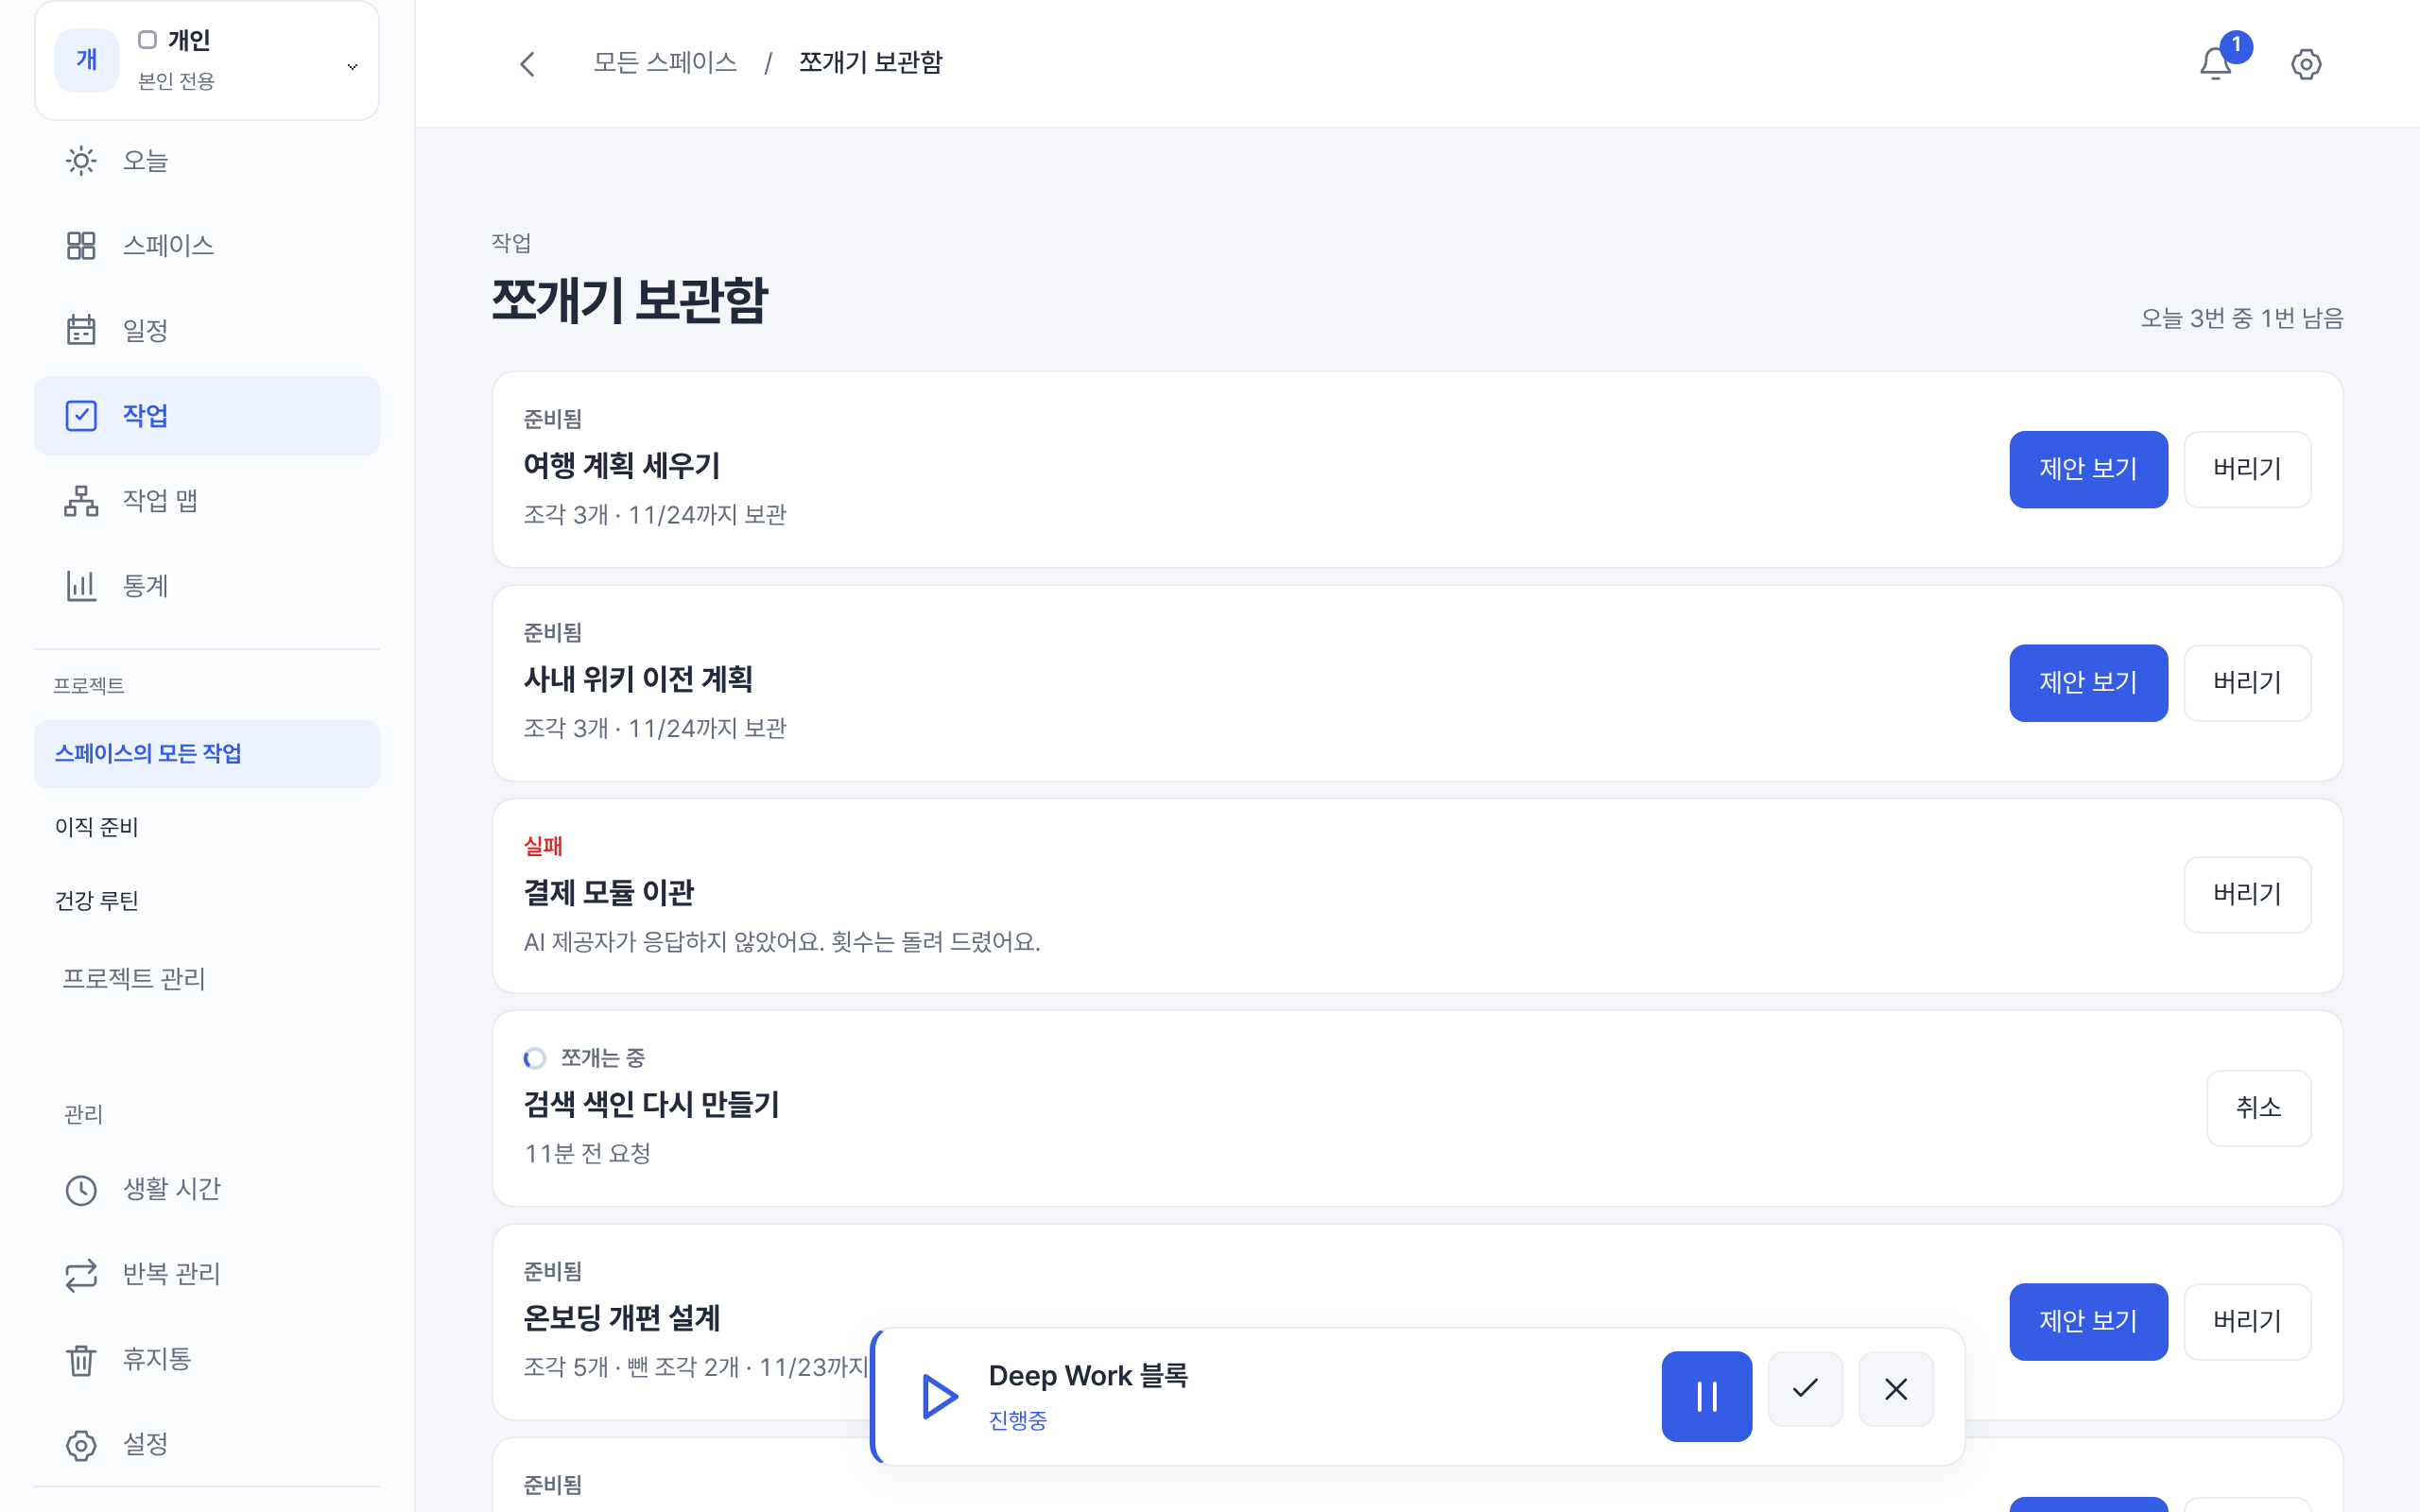 개
개인
본인 전용
오늘
스페이스
일정
작업
작업 맵
통계
프로젝트
스페이스의 모든 작업
이직 준비
건강 루틴
프로젝트 관리
관리
생활 시간
반복 관리
휴지통
설정
모든 스페이스 / 쪼개기 보관함
1
작업
쪼개기 보관함
오늘 3번 중 1번 남음
준비됨
여행 계획 세우기
조각 3개 · 11/24까지 보관
제안 보기
버리기
준비됨
사내 위키 이전 계획
조각 3개 · 11/24까지 보관
제안 보기
버리기
실패
결제 모듈 이관
AI 제공자가 응답하지 않았어요. 횟수는 돌려 드렸어요.
버리기
쪼개는 중
검색 색인 다시 만들기
11분 전 요청
취소
준비됨
온보딩 개편 설계
조각 5개 · 뺀 조각 2개 · 11/23까지
제안 보기
버리기
Deep Work 블록
진행중
준비됨